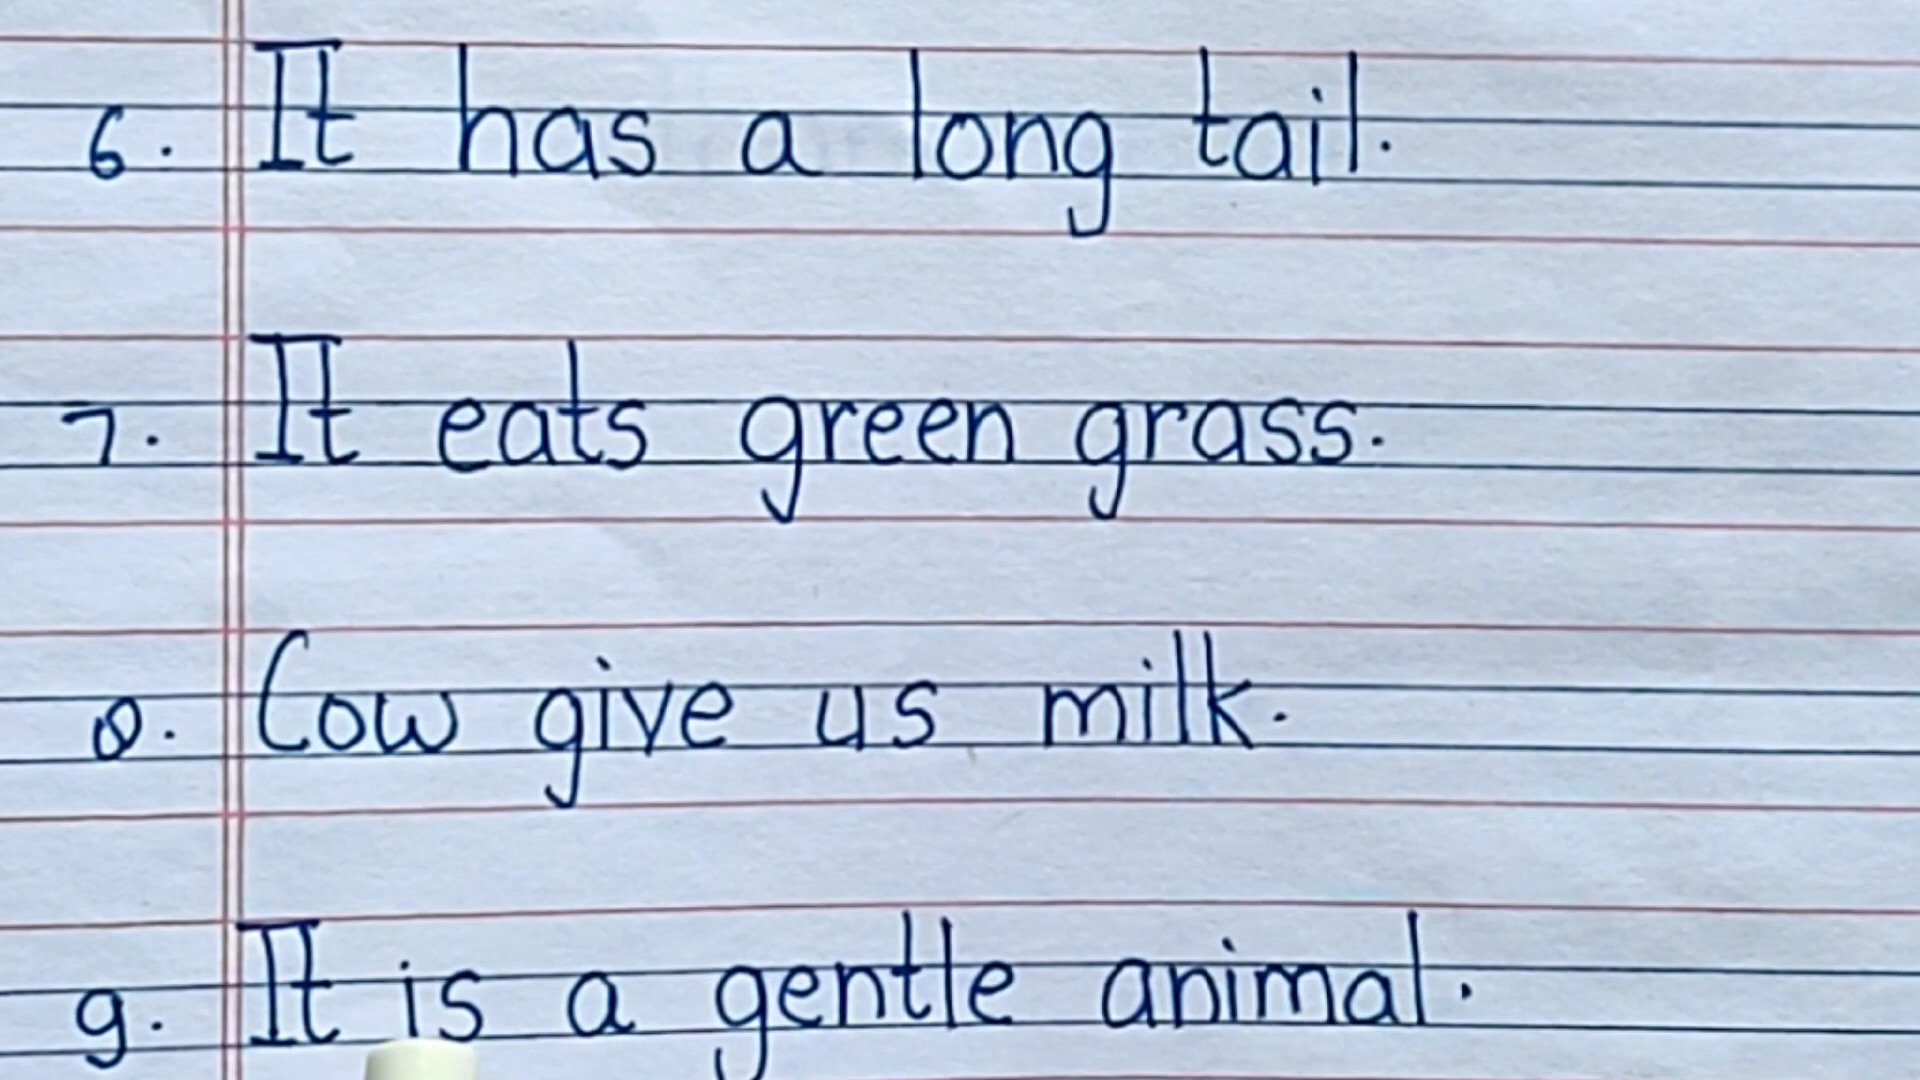 6. It has a long tail.
7. It eats green grass.
8. Cow give us milk.
9. It is a gentle animal.